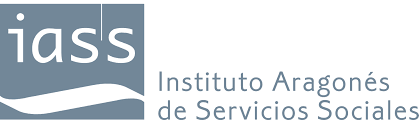 iass
Instituto Aragonés
de Servicios Sociales